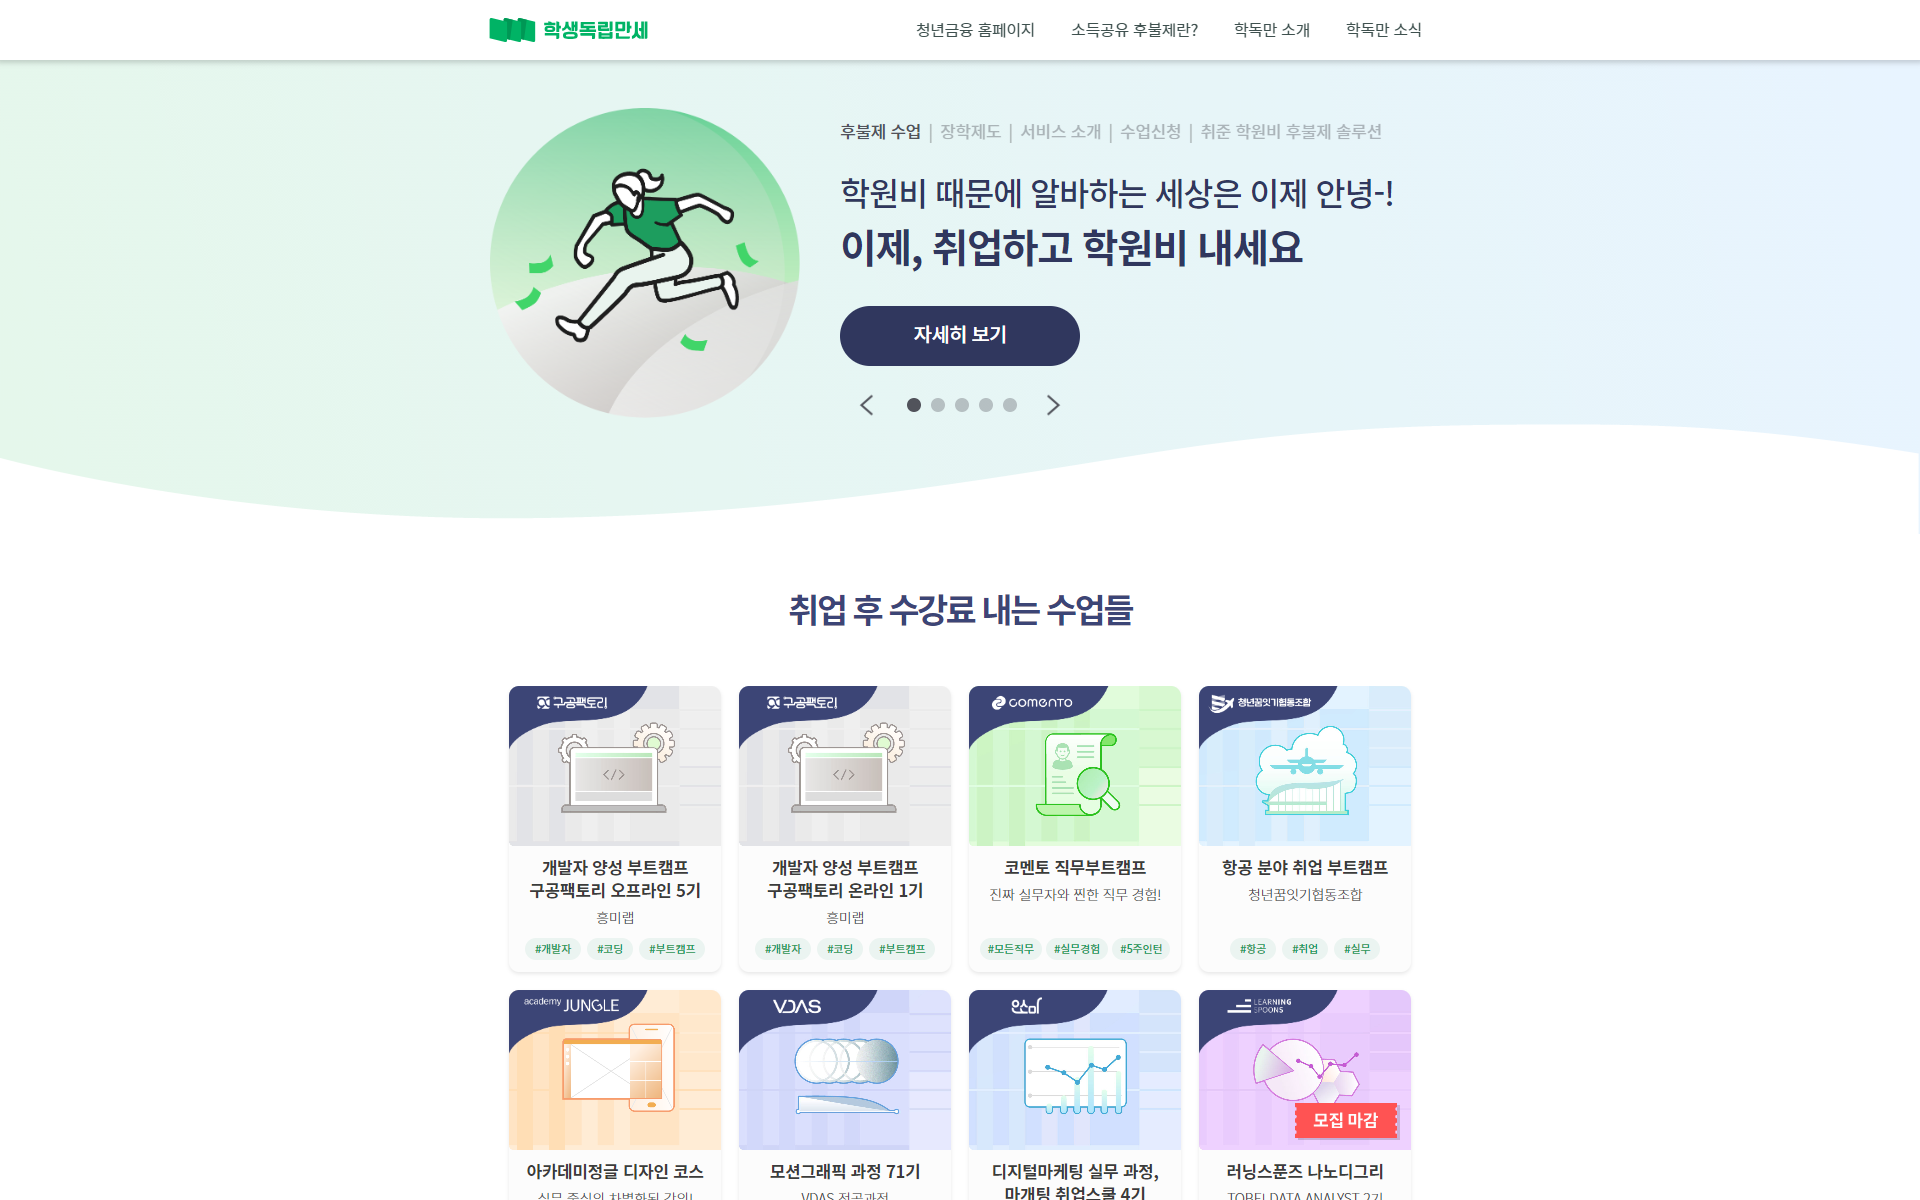 학생독립만세
청년금융 홈페이지
소득공유 후불제란?
학독만 소개
학독만 소식
후불제 수업 | 장학제도 | 서비스 소개 | 수업신청 | 취준 학원비 후불제 솔루션
학원비 때문에 알바하는 세상은 이제 안녕-!
이제, 취업하고 학원비 내세요
자세히 보기
취업 후 수강료 내는 수업들
구공팩토리
</>
개발자 양성 부트캠프
구공팩토리 오프라인 5기
흥미랩
#개발자 #코딩 #부트캠프
구공팩토리
</>
개발자 양성 부트캠프
구공팩토리 온라인 1기
흥미랩
#개발자 #코딩 #부트캠프
comento
코멘토 직무부트캠프
진짜 실무자와 찐한 직무 경험!
#모든직무 #실무경험 #5주인턴
청년꿈잇기협동조합
항공 분야 취업 부트캠프
청년꿈잇기협동조합
#항공 #취업 #실무
academy JUNGLE
아카데미정글 디자인 코스
실무 중심의 차별화된 강의!
VDAS
모션그래픽 과정 71기
VDAS 전공과정
디지털마케팅 실무 과정,
마개팅 취업스쿨 4기
LEARNING
SPOONS
모집 마감
러닝스푼즈 나노디그리
TOBEI DATA ANALYST 2기